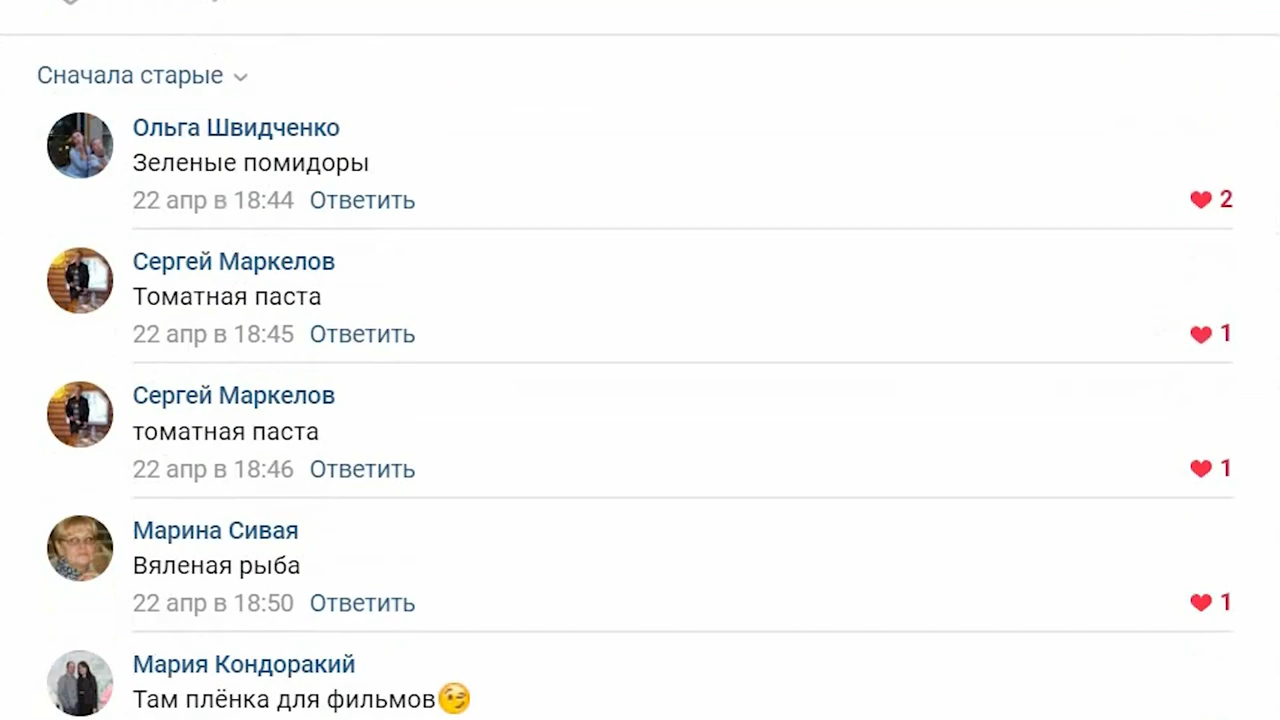 Сначала старые
Ольга Швидченко
Зеленые помидоры
22 апр в 18:44 Ответить
2
Сергей Маркелов
Томатная паста
22 апр в 18:45 Ответить
1
Сергей Маркелов
томатная паста
22 апр в 18:46 Ответить
1
Марина Сивая
Вяленая рыба
22 апр в 18:50 Ответить
1
Мария Кондоракий
Там плёнка для фильмов😉